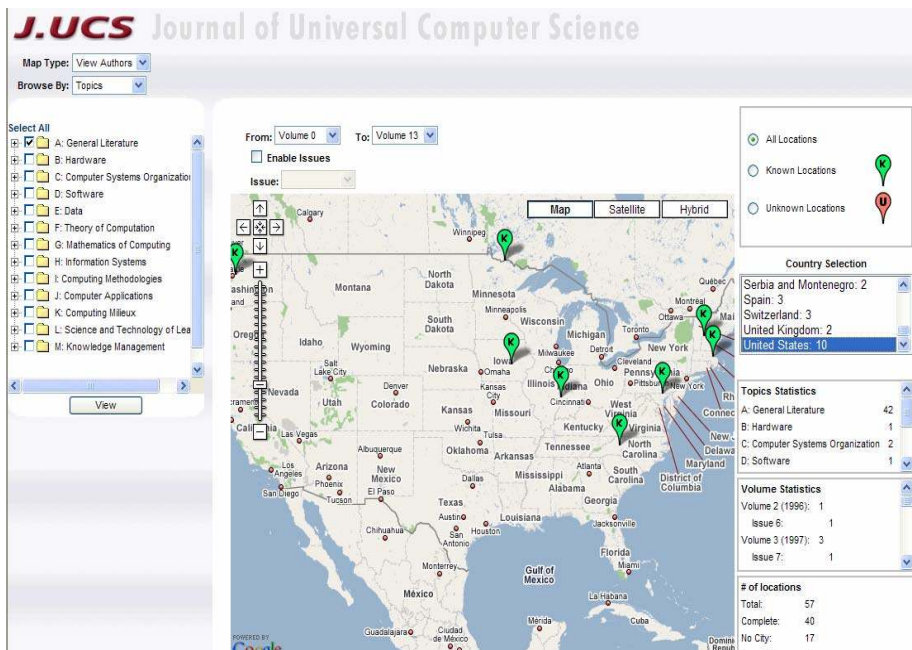 J.UCS Journal of Universal Computer Science
Map Type: View Authors
Browse By: Topics
Select All
A: General Literature
B: Hardware
C: Computer Systems Organizatio
D: Software
E: Data
F: Theory of Computation
G: Mathematics of Computing
H: Information Systems
I: Computing Methodologies
J: Computer Applications
K: Computing Milieux
L: Science and Technology of Lea
M: Knowledge Management
View
From: Volume 0 To: Volume 13
Enable Issues
Issue:
Map Satellite Hybrid
Calgary
Winnipeg
Québec
Montana
North Dakota
Minnesota
Ottawa
Montréal
Minneapolis
Wisconsin
Michigan
Toronto
South Dakota
Idaho
Wyoming
Iowa
Milwaukee
Detroit
New York
Salt Lake City
Nebraska
Omaha
Cleveland
Nevada
Utah
Denver
Colorado
Kansas City
Illinois
Indiana
Ohio
New York
Cincinnati
West Virginia
Virginia
Kansas
Missouri
Kentucky
Las Vegas
Wichita
Tulsa
Tennessee
North Carolina
Maryland
Los Angeles
Arizona
Albuquerque
New Mexico
Oklahoma
Arkansas
Atlanta
South Carolina
District of Columbia
Phoenix
Dallas
Mississippi
Alabama
San Diego
Tucson
El Paso
Texas
Georgia
Austin
Louisiana
Jacksonville
Chihuahua
San Antonio
Houston
Florida
Monterrey
Gulf of Mexico
Miami
México
La Habana
Cuba
Guadalajara
Ciudad de México
Mérida
POWERED BY
Google
All Locations
Known Locations
K
Unknown Locations
U
Country Selection
Serbia and Montenegro: 2
Spain: 3
Switzerland: 3
United Kingdom: 2
United States: 10
Topics Statistics
A: General Literature 42
B: Hardware 1
C: Computer Systems Organization 2
D: Software 1
Volume Statistics
Volume 2 (1996): 1
Issue 6: 1
Volume 3 (1997): 3
Issue 7: 1
# of locations
Total: 57
Complete: 40
No City: 17